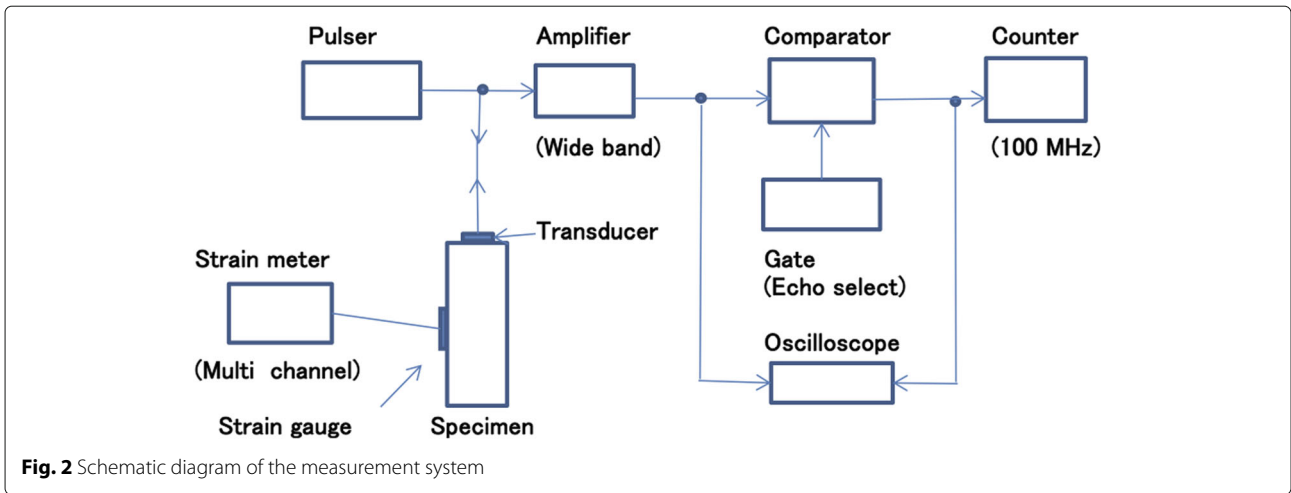 Pulser
Amplifier
Comparator
Counter
(Wide band)
(100 MHz)
Transducer
Strain meter
Gate
(Echo select)
Oscilloscope
(Multi channel)
Strain gauge
Specimen
Fig. 2 Schematic diagram of the measurement system